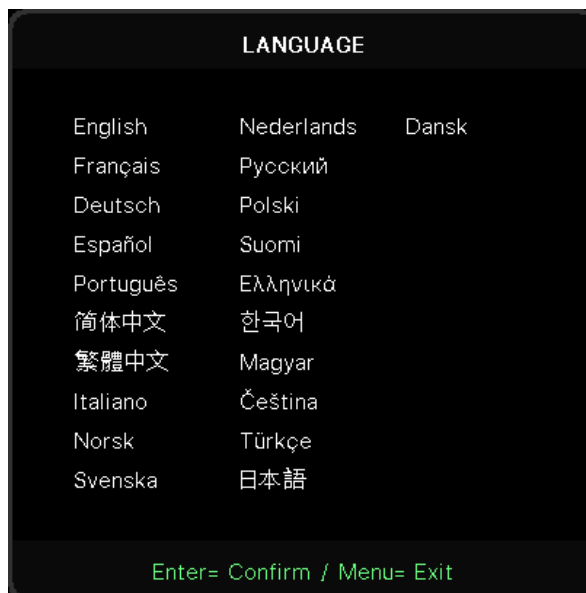 LANGUAGE
English Nederlands Dansk
Français Русский
Deutsch Polski
Español Suomi
Português Ελληνικά
简体中文 한국어
繁體中文 Magyar
Italiano Čeština
Norsk Türkçe
Svenska 日本語
Enter= Confirm / Menu= Exit